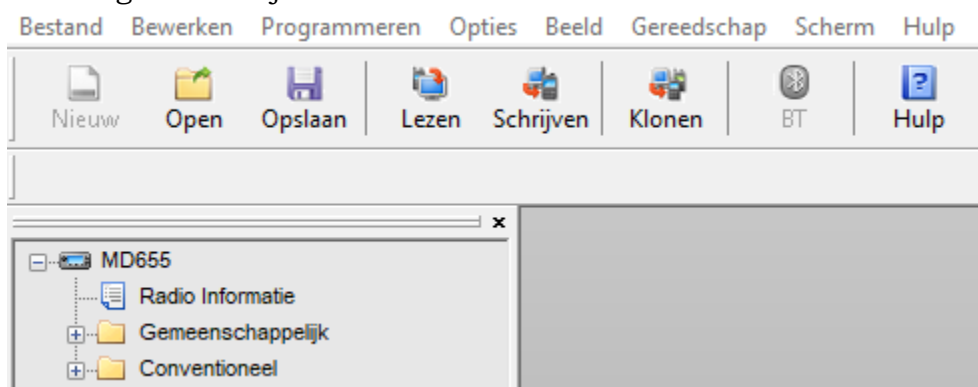 Bestand Bewerken Programmeren Opties Beeld Gereedschap Scherm Hulp
Nieuw Open Opslaan Lezen Schrijven Klonen BT Hulp
MD655
Radio Informatie
Gemeenschappelijk
Conventioneel